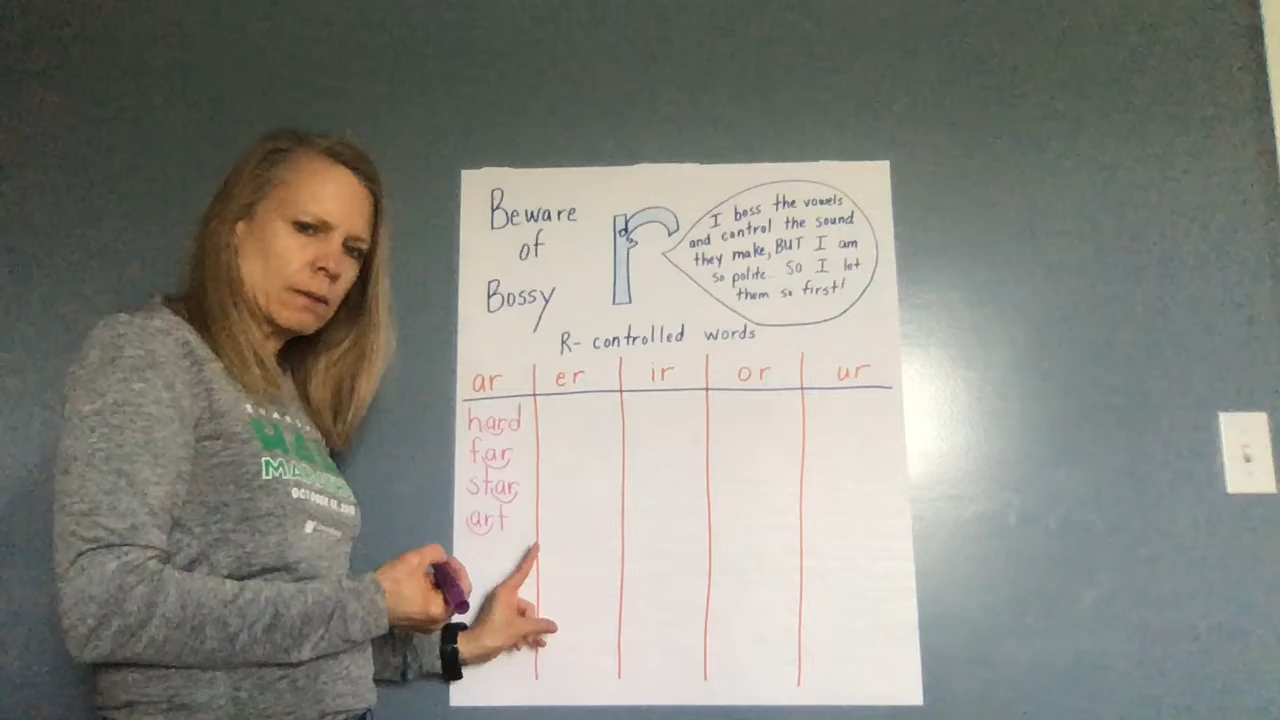 Beware
of
Bossy
r
I boss the vowels
and control the sound
they make, BUT I am
so polite... So I let
them go first!
R- controlled words
ar er ir or ur
hard
far
star
art
OCTOBER